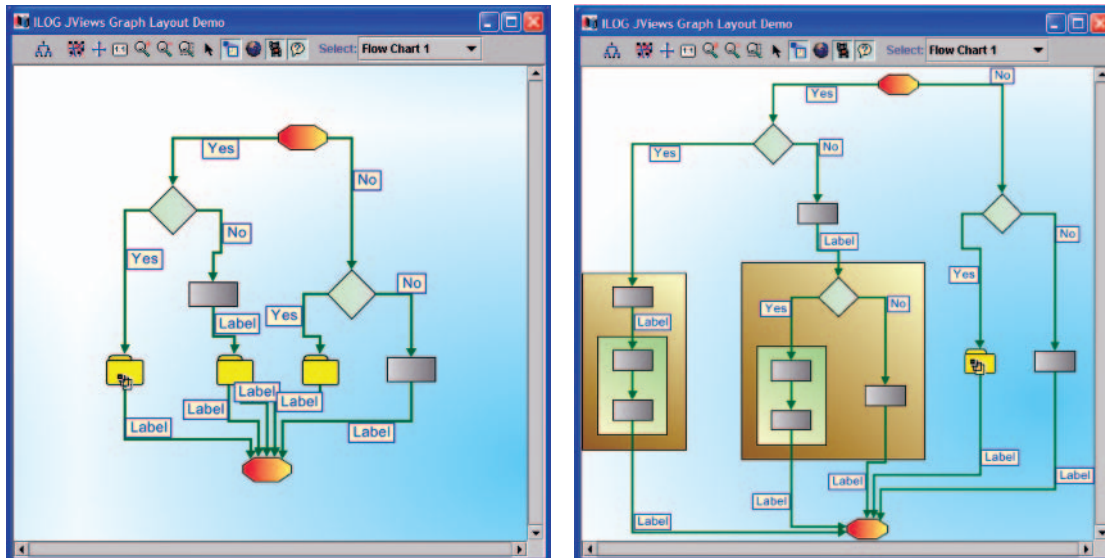 ILOG JViews Graph Layout Demo
Select: Flow Chart 1
Yes
No
No
Yes
No
Yes
Label
Label
Label
Label
Label
Label
ILOG JViews Graph Layout Demo
Select: Flow Chart 1
No
Yes
Yes
No
No
Label
Yes
Yes
No
Label
Label
Label
Label
Label